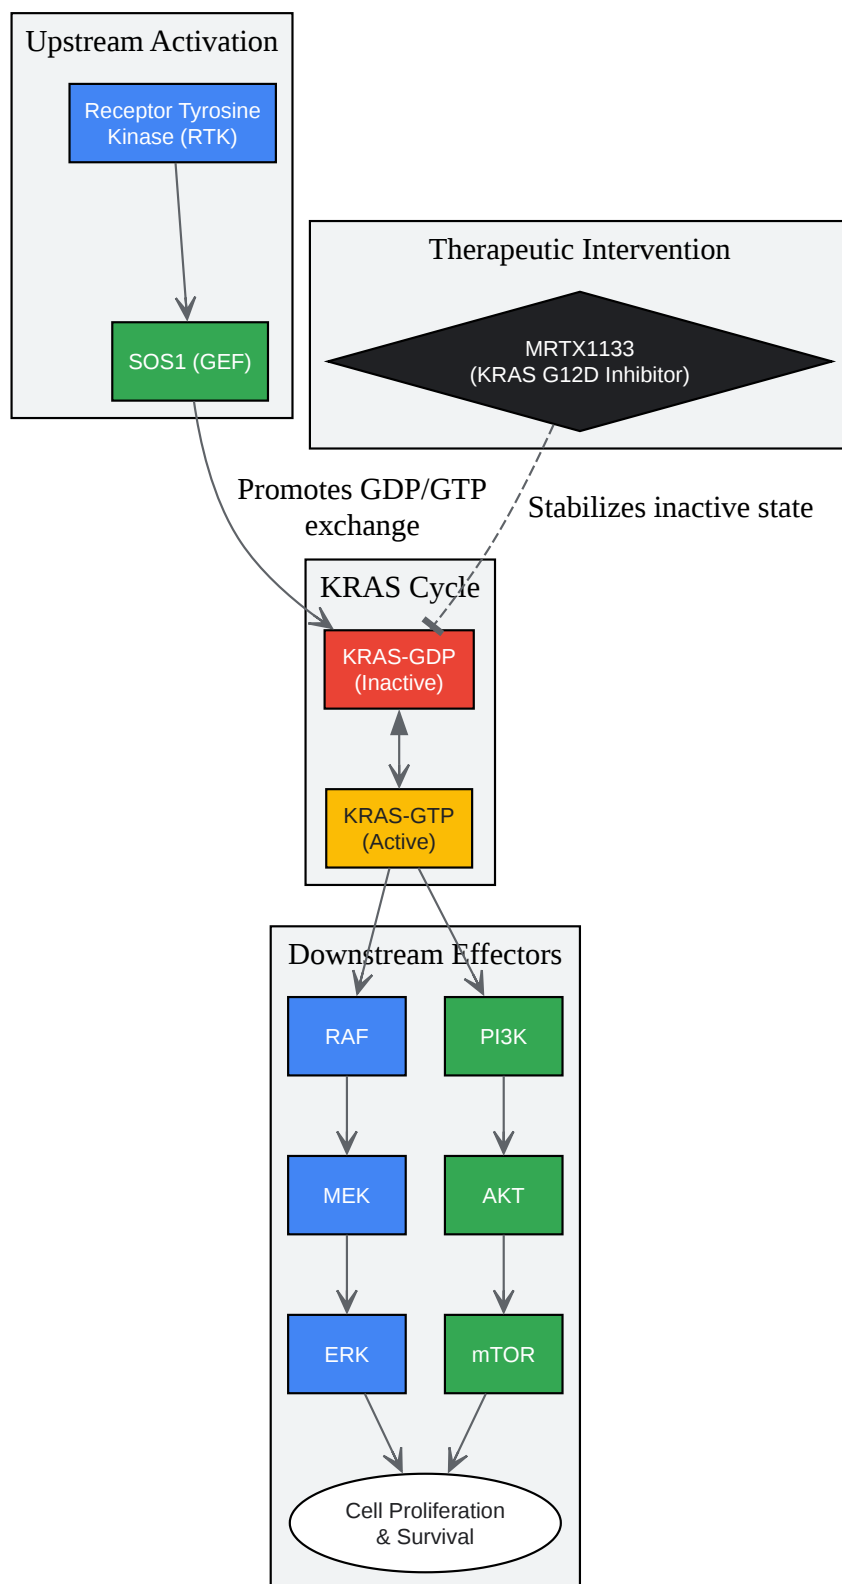 Upstream Activation
Receptor Tyrosine
Kinase (RTK)
SOS1 (GEF)
Therapeutic Intervention
MRTX1133
(KRAS G12D Inhibitor)
Promotes GDP/GTP
exchange
Stabilizes inactive state
KRAS Cycle
KRAS-GDP
(Inactive)
KRAS-GTP
(Active)
Downstream Effectors
RAF
PI3K
MEK
AKT
ERK
mTOR
Cell Proliferation
& Survival